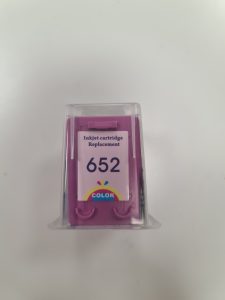 Inkjet cartridge
Replacement
652
COLOR